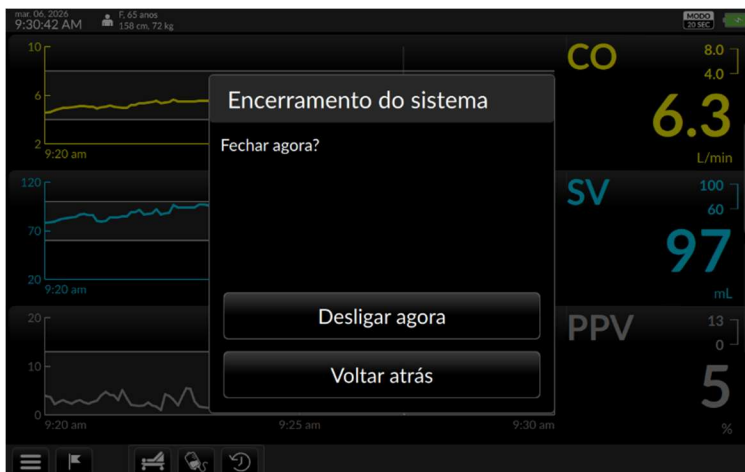 mar. 06, 2026
9:30:42 AM
F, 65 anos
158 cm, 72 kg
MODO
20 SEC
10
6
2
9:20 am
CO
8.0
4.0
6.3
L/min
Encerramento do sistema
Fechar agora?
Desligar agora
Voltar atrás
120
70
20
9:20 am
SV
100
60
97
mL
20
10
0
9:20 am
9:25 am
9:30 am
PPV
13
0
5
%